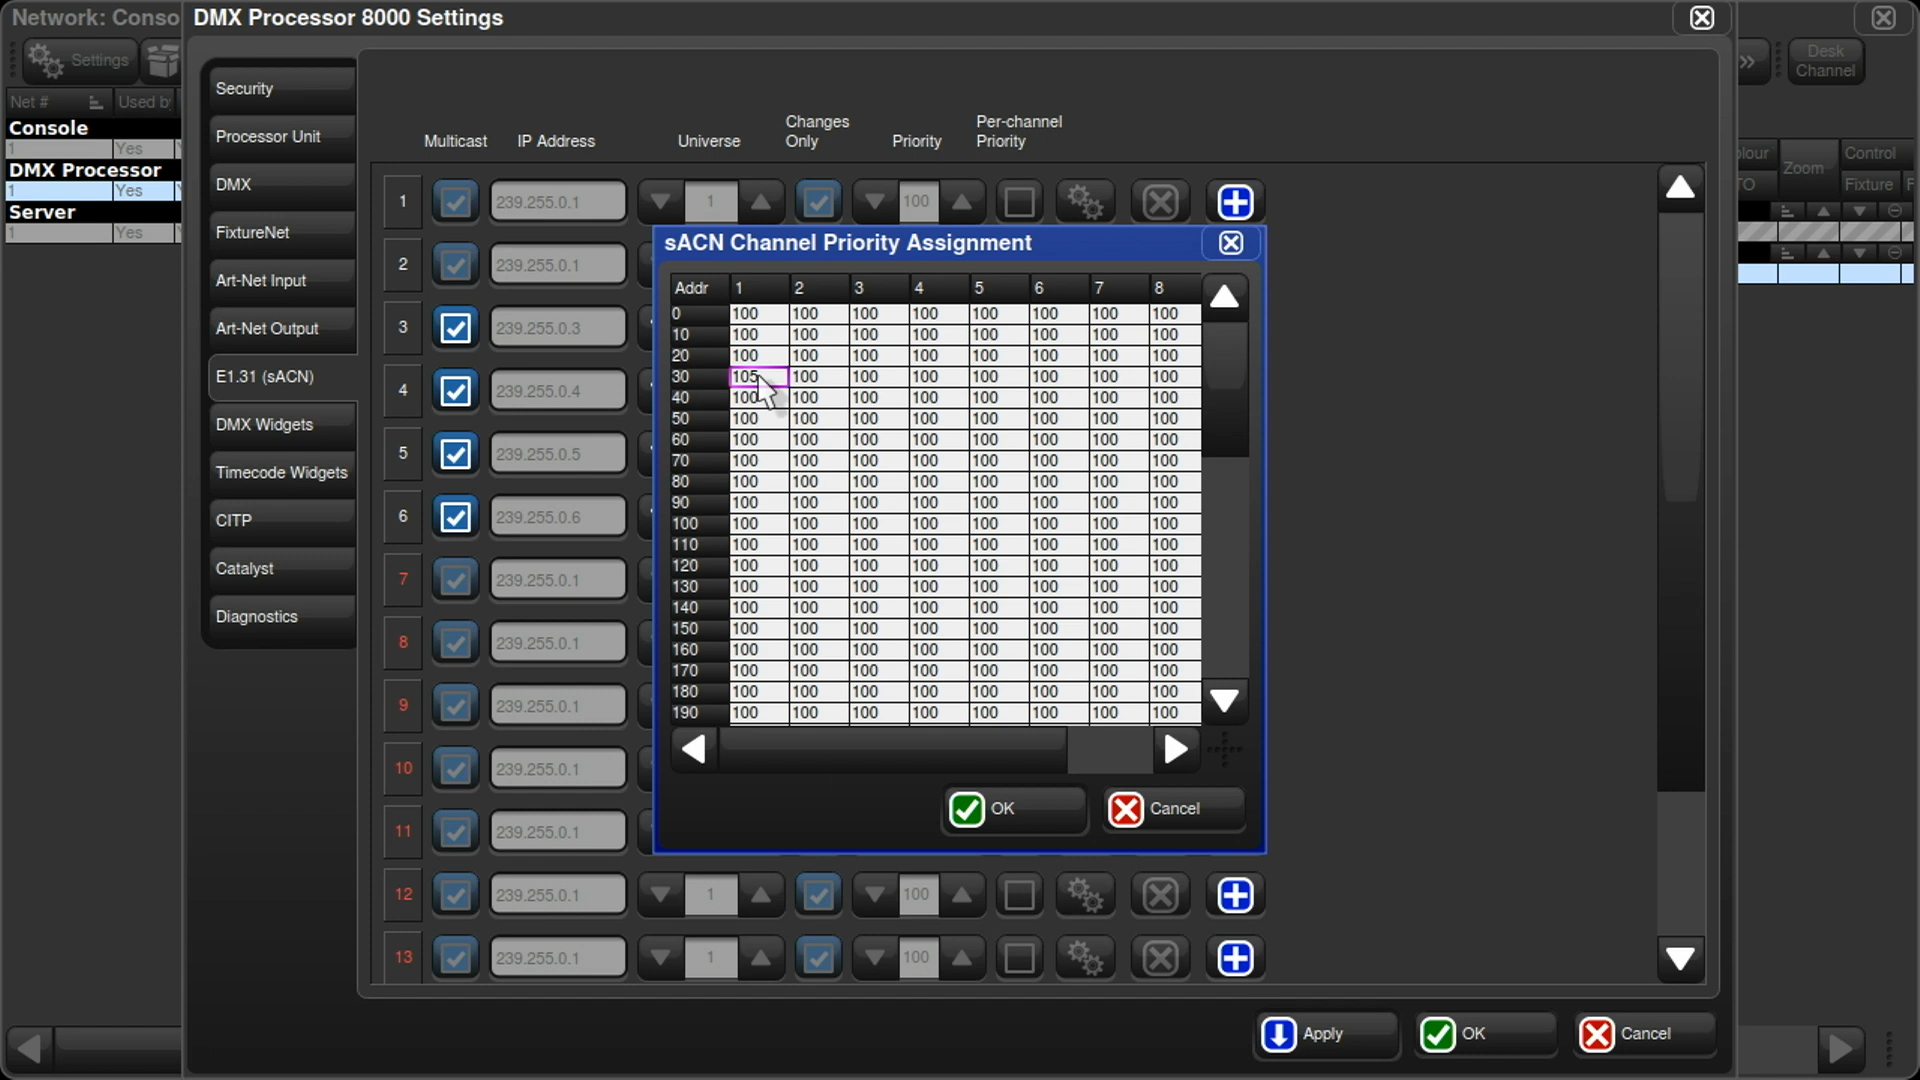 Network: Conso
DMX Processor 8000 Settings
Settings
Desk
Channel
Net #
Used b
Console
1
Yes
DMX Processor
1
Yes
Server
1
Yes
Security
Processor Unit
DMX
FixtureNet
Art-Net Input
Art-Net Output
E1.31 (sACN)
DMX Widgets
Timecode Widgets
CITP
Catalyst
Diagnostics
Multicast IP Address Universe Changes Only Priority Per-channel Priority
1 239.255.0.1 1 100
2 239.255.0.1
3 239.255.0.3
4 239.255.0.4
5 239.255.0.5
6 239.255.0.6
7 239.255.0.1
8 239.255.0.1
9 239.255.0.1
10 239.255.0.1
11 239.255.0.1
12 239.255.0.1 1 100
13 239.255.0.1 1 100
sACN Channel Priority Assignment
Addr 1 2 3 4 5 6 7 8
0 100 100 100 100 100 100 100 100
10 100 100 100 100 100 100 100 100
20 100 100 100 100 100 100 100 100
30 105 100 100 100 100 100 100 100
40 100 100 100 100 100 100 100 100
50 100 100 100 100 100 100 100 100
60 100 100 100 100 100 100 100 100
70 100 100 100 100 100 100 100 100
80 100 100 100 100 100 100 100 100
90 100 100 100 100 100 100 100 100
100 100 100 100 100 100 100 100 100
110 100 100 100 100 100 100 100 100
120 100 100 100 100 100 100 100 100
130 100 100 100 100 100 100 100 100
140 100 100 100 100 100 100 100 100
150 100 100 100 100 100 100 100 100
160 100 100 100 100 100 100 100 100
170 100 100 100 100 100 100 100 100
180 100 100 100 100 100 100 100 100
190 100 100 100 100 100 100 100 100
OK Cancel
olour Zoom Control
TO Fixture F
Apply OK Cancel